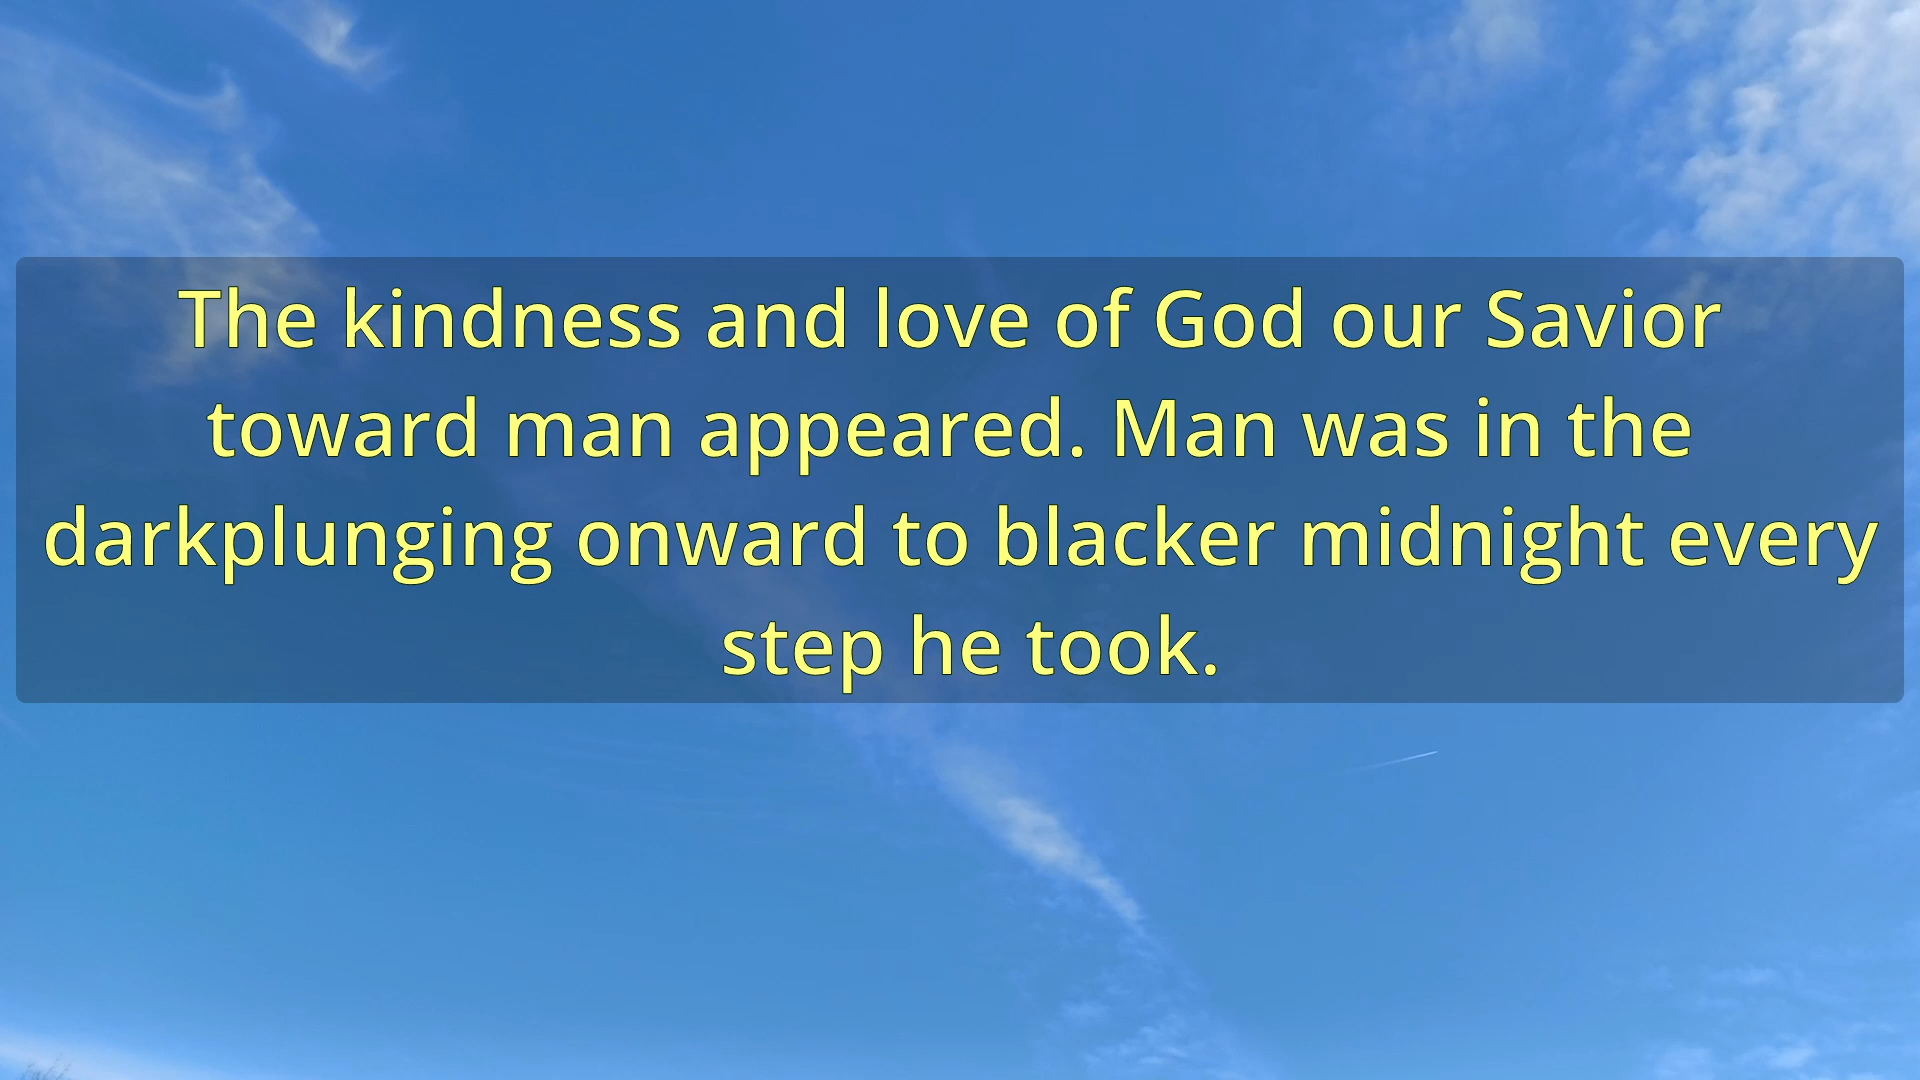 The kindness and love of God our Savior
toward man appeared. Man was in the
darkplunging onward to blacker midnight every
step he took.